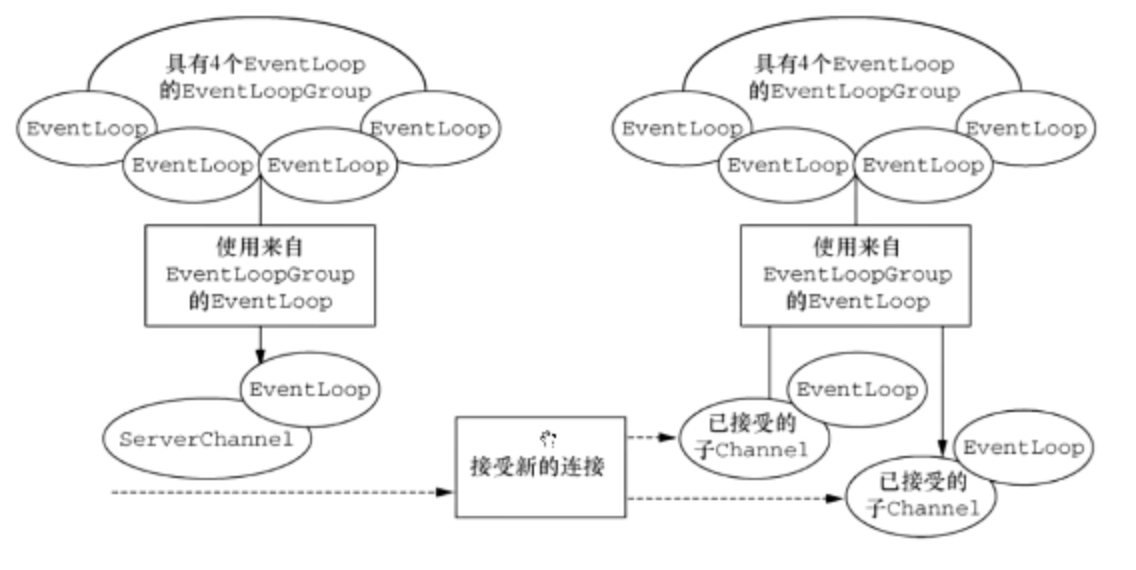 具有4个EventLoop
的EventLoopGroup
EventLoop
EventLoop
EventLoop
EventLoop
使用来自
EventLoopGroup
的EventLoop
EventLoop
ServerChannel
接受新的连接
具有4个EventLoop
的EventLoopGroup
EventLoop
EventLoop
EventLoop
EventLoop
使用来自
EventLoopGroup
的EventLoop
EventLoop
已接受的
子Channel
EventLoop
已接受的
子Channel